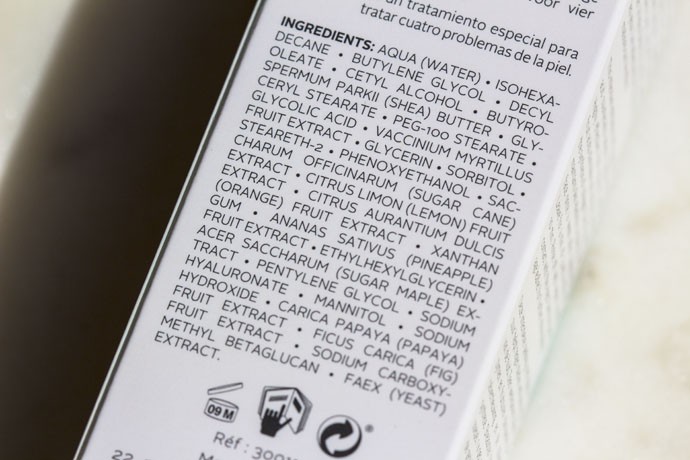 un tratamiento especial para
tratar cuatro problemas de la piel.
INGREDIENTS: AQUA (WATER) • ISOHEXA-
DECANE • BUTYLENE GLYCOL • DECYL
OLEATE • CETYL ALCOHOL • BUTYRO-
SPERMUM PARKII (SHEA) BUTTER • GLY-
CERYL STEARATE • PEG-100 STEARATE •
GLYCOLIC ACID • VACCINIUM MYRTILLUS
FRUIT EXTRACT • GLYCERIN • SORBITOL •
STEARETH-2 • PHENOXYETHANOL • SAC-
CHARUM OFFICINARUM (SUGAR CANE)
EXTRACT • CITRUS LIMON (LEMON) FRUIT
EXTRACT • CITRUS AURANTIUM DULCIS
(ORANGE) FRUIT EXTRACT • XANTHAN
GUM • ANANAS SATIVUS (PINEAPPLE)
FRUIT EXTRACT • ETHYLHEXYLGLYCERIN •
ACER SACCHARUM (SUGAR MAPLE) EX-
TRACT • PENTYLENE GLYCOL • SODIUM
HYALURONATE • MANNITOL • SODIUM
HYDROXIDE • CARICA PAPAYA (PAPAYA)
FRUIT EXTRACT • FICUS CARICA (FIG)
FRUIT EXTRACT • SODIUM CARBOXY-
METHYL BETAGLUCAN • FAEX (YEAST)
EXTRACT.
09 M
Réf :